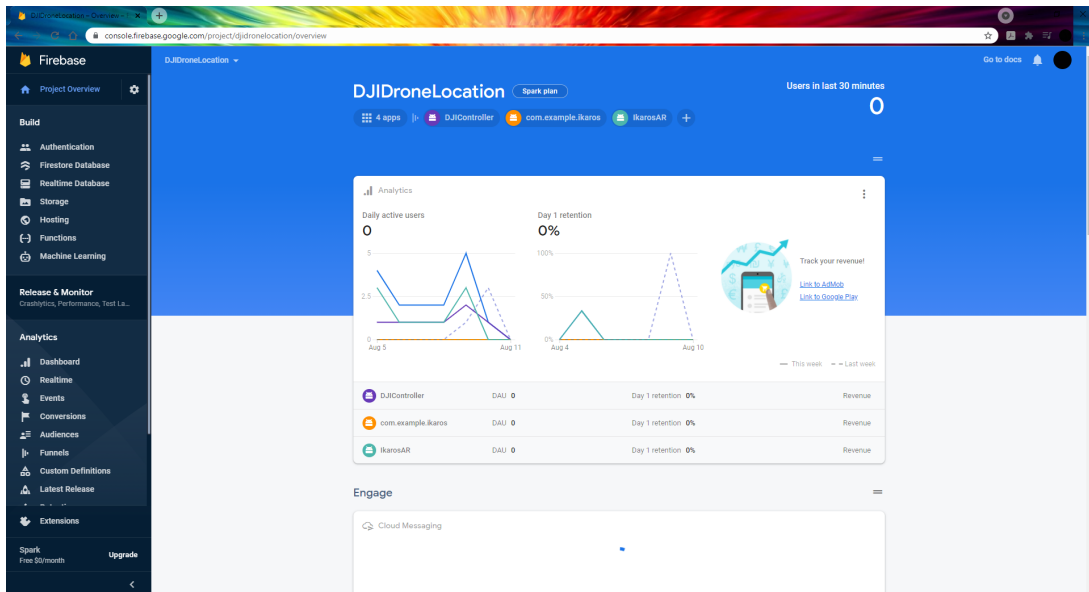 DJIDroneLocation - Overview -
console.firebase.google.com/project/djidronelocation/overview
Firebase
Project Overview
Build
Authentication
Firestore Database
Realtime Database
Storage
Hosting
Functions
Machine Learning
Release & Monitor
Crashlytics, Performance, Test La...
Analytics
Dashboard
Realtime
Events
Conversions
Audiences
Funnels
Custom Definitions
Latest Release
Extensions
Spark
Free $0/month
Upgrade
DJIDroneLocation
Go to docs
DJIDroneLocation
Spark plan
4 apps
DJIController
com.example.ikaros
IkarosAR
Users in last 30 minutes
0
Analytics
Daily active users
0
5
2.5
0
Aug 5
Aug 11
Day 1 retention
0%
100%
50%
0%
Aug 4
Aug 10
Track your revenue!
Link to AdMob
Link to Google Play
This week
Last week
DJIController DAU 0 Day 1 retention 0% Revenue
com.example.ikaros DAU 0 Day 1 retention 0% Revenue
IkarosAR DAU 0 Day 1 retention 0% Revenue
Engage
Cloud Messaging